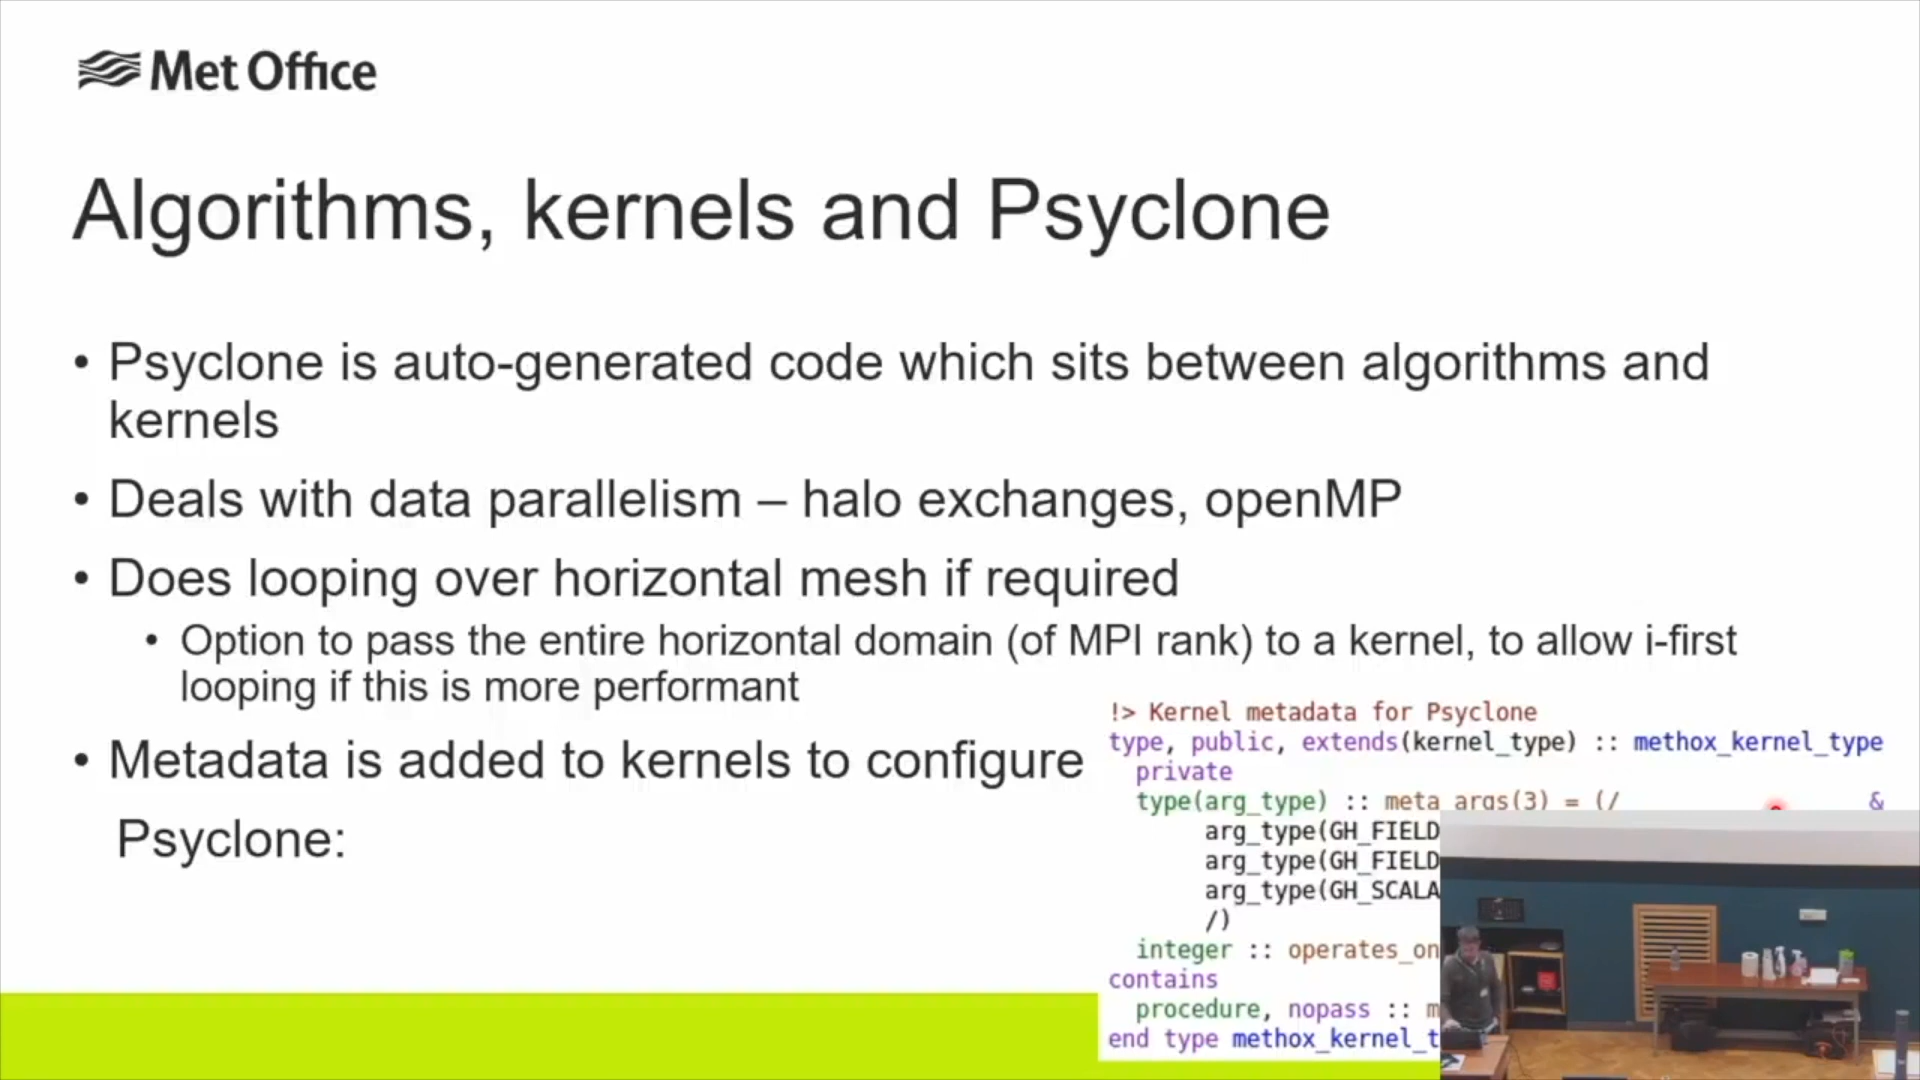 Met Office
Algorithms, kernels and Psyclone
• Psyclone is auto-generated code which sits between algorithms and
kernels
• Deals with data parallelism – halo exchanges, openMP
• Does looping over horizontal mesh if required
• Option to pass the entire horizontal domain (of MPI rank) to a kernel, to allow i-first
looping if this is more performant
• Metadata is added to kernels to configure
Psyclone:
!> Kernel metadata for Psyclone
type, public, extends(kernel_type) :: methox_kernel_type
private
type(arg_type) :: meta_args(3) = (/ &
arg_type(GH_FIELD
arg_type(GH_FIELD
arg_type(GH_SCALA
/)
integer :: operates_on
contains
procedure, nopass :: m
end type methox_kernel_t